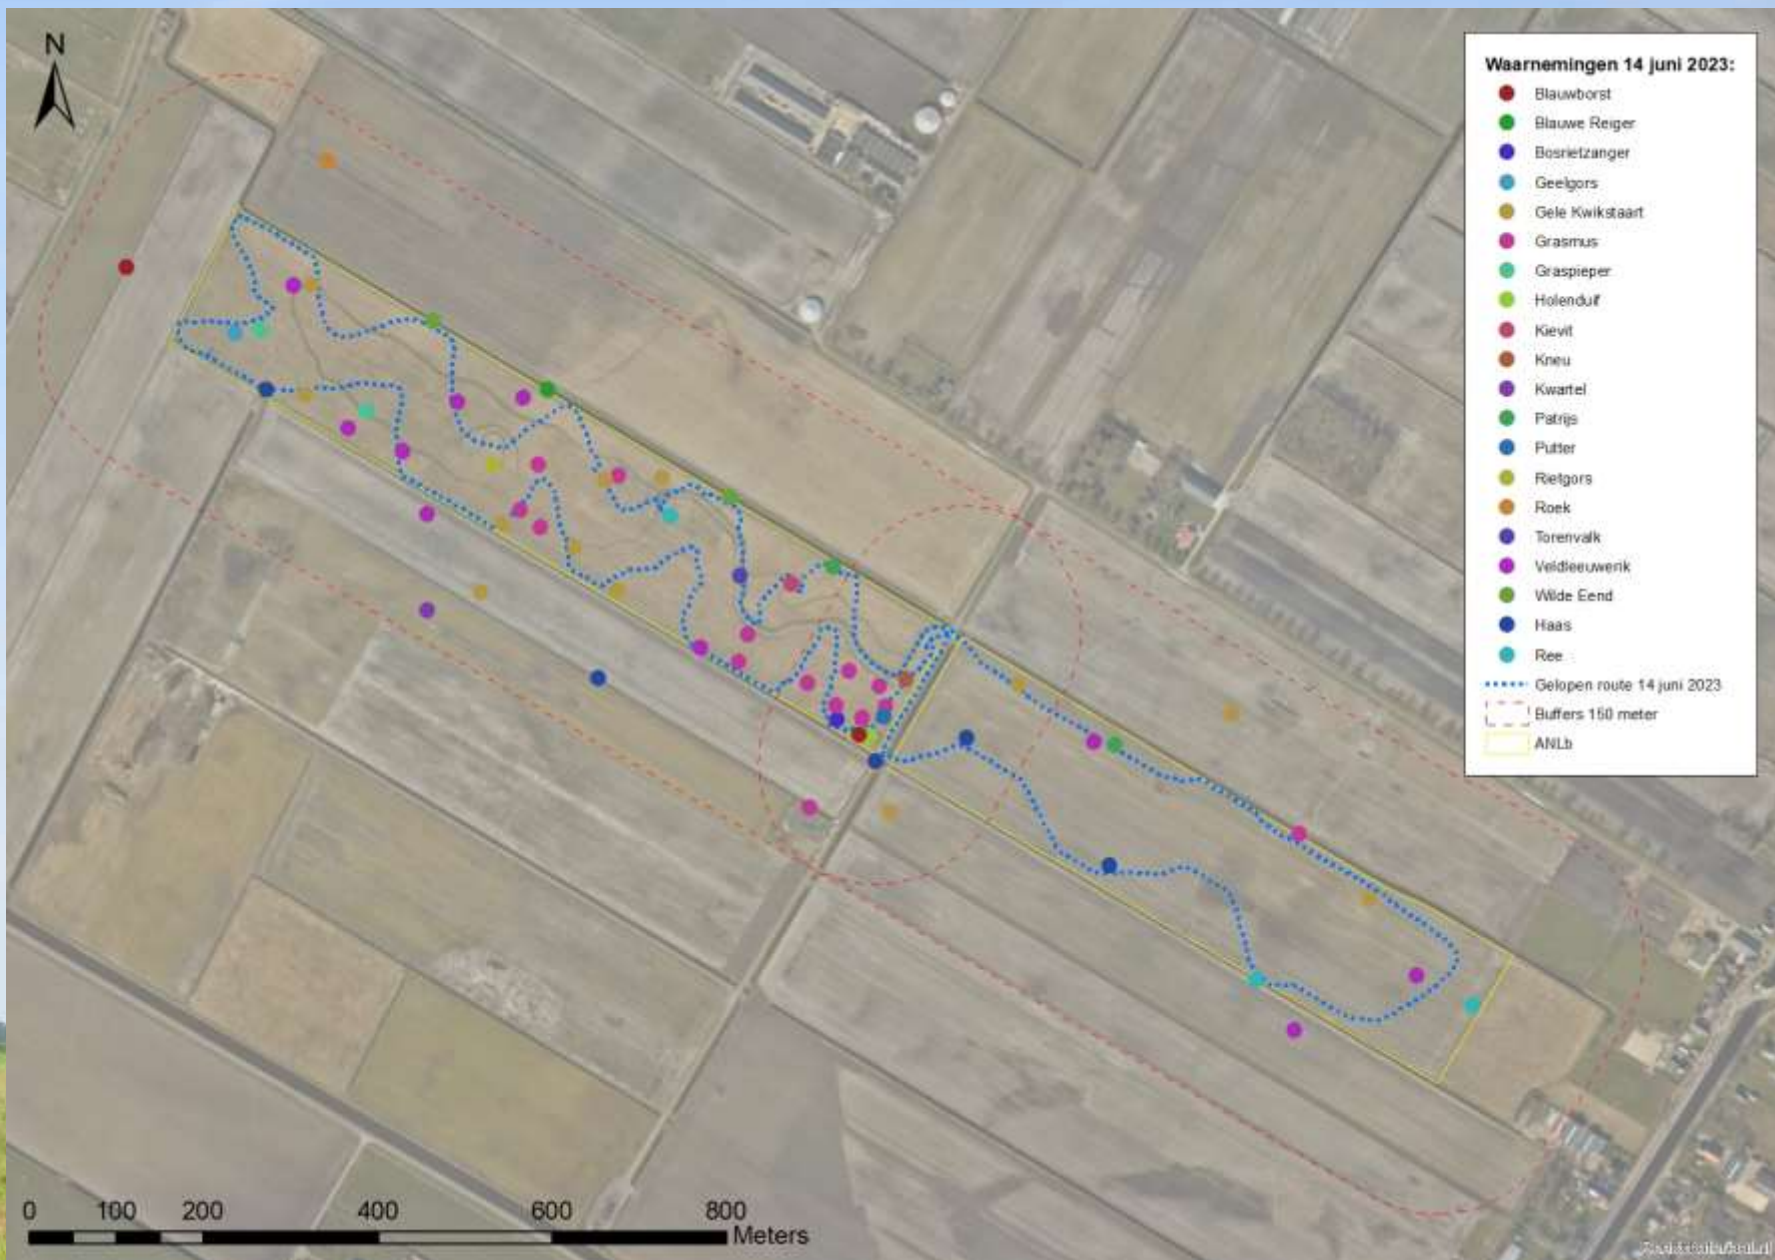 N
Waarnemingen 14 juni 2023:
Blauwborst
Blauwe Reiger
Bosrietzanger
Geelgors
Gele Kwikstaart
Grasmus
Graspieper
Holenduif
Kievit
Kneu
Kwartel
Patrijs
Putter
Rietgors
Roek
Torenvalk
Veldleeuwerik
Wilde Eend
Haas
Ree
Gelopen route 14 juni 2023
Buffers 150 meter
ANLb
0 100 200 400 600 800
Meters